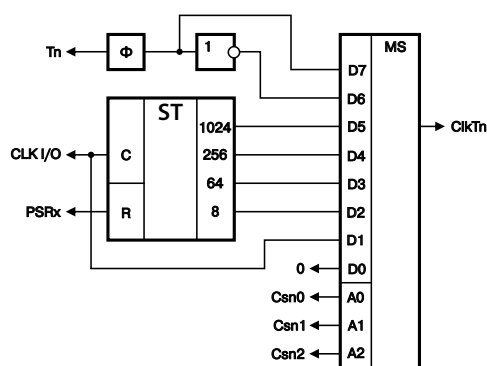 MS
Tn
Φ
1
D7
D6
ST
1024
D5
ClkTn
CLK I/O
C
256
D4
64
D3
PSRx
R
8
D2
D1
0
D0
Csn0
A0
Csn1
A1
Csn2
A2